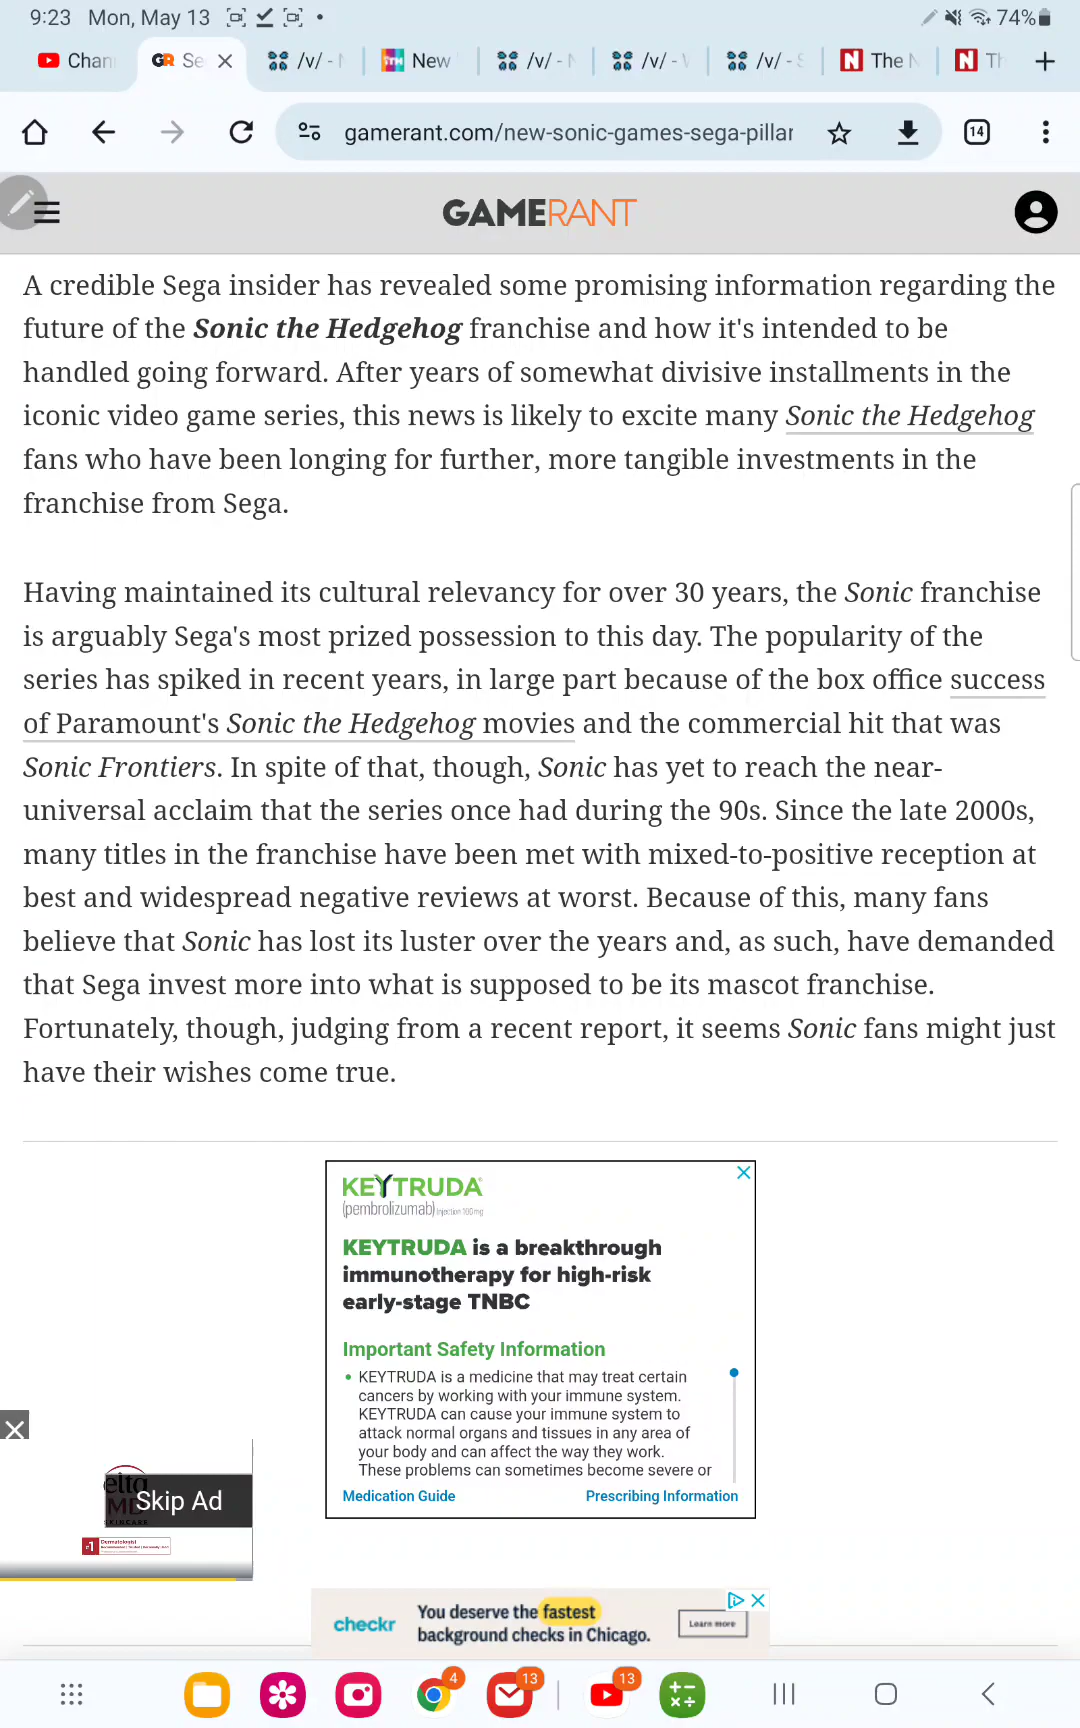 9:23 Mon, May 13 74%
Chan Se /v/ - New /v/ - N /v/ - /v/ - S The N Th
gamerant.com/new-sonic-games-sega-pillar 14
GAMERANT
A credible Sega insider has revealed some promising information regarding the
future of the Sonic the Hedgehog franchise and how it's intended to be
handled going forward. After years of somewhat divisive installments in the
iconic video game series, this news is likely to excite many Sonic the Hedgehog
fans who have been longing for further, more tangible investments in the
franchise from Sega.
Having maintained its cultural relevancy for over 30 years, the Sonic franchise
is arguably Sega's most prized possession to this day. The popularity of the
series has spiked in recent years, in large part because of the box office success
of Paramount's Sonic the Hedgehog movies and the commercial hit that was
Sonic Frontiers. In spite of that, though, Sonic has yet to reach the near-
universal acclaim that the series once had during the 90s. Since the late 2000s,
many titles in the franchise have been met with mixed-to-positive reception at
best and widespread negative reviews at worst. Because of this, many fans
believe that Sonic has lost its luster over the years and, as such, have demanded
that Sega invest more into what is supposed to be its mascot franchise.
Fortunately, though, judging from a recent report, it seems Sonic fans might just
have their wishes come true.
KEYTRUDA
(pembrolizumab) Injection 100mg
KEYTRUDA is a breakthrough
immunotherapy for high-risk
early-stage TNBC
Important Safety Information
• KEYTRUDA is a medicine that may treat certain
cancers by working with your immune system.
KEYTRUDA can cause your immune system to
attack normal organs and tissues in any area of
your body and can affect the way they work.
These problems can sometimes become severe or
Medication Guide Prescribing Information
elta
MD
SKINCARE
Skip Ad
#1 Dermatologist
checkr
You deserve the fastest
background checks in Chicago.
Learn more
4 13 13